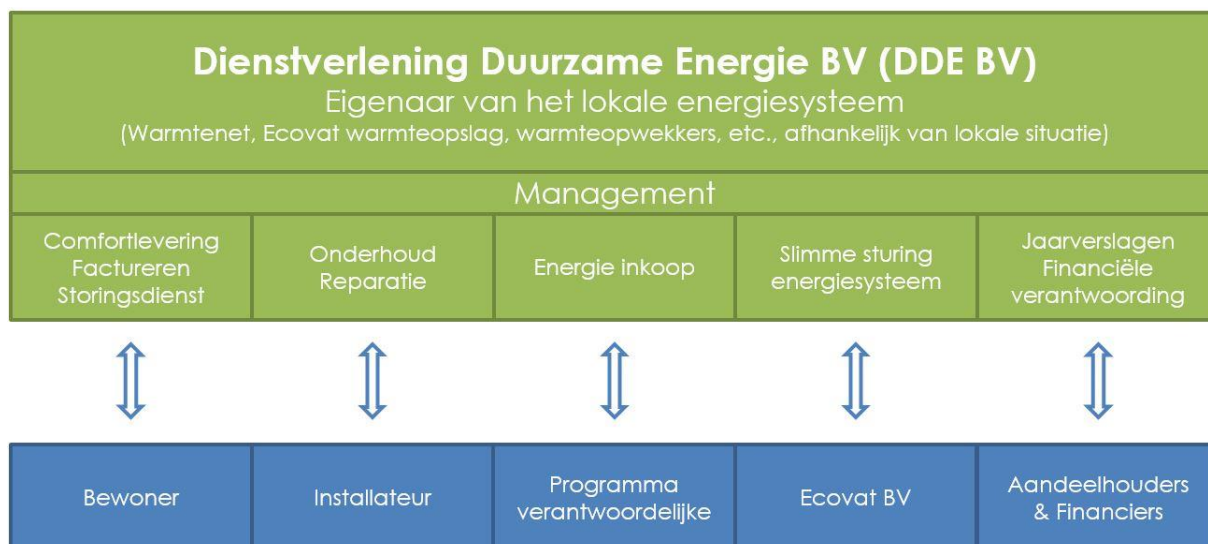 Dienstverlening Duurzame Energie BV (DDE BV)
Eigenaar van het lokale energiesysteem
(Warmtenet, Ecovat warmteopslag, warmteopwekkers, etc., afhankelijk van lokale situatie)
Management
Comfortlevering
Factureren
Storingsdienst
Onderhoud
Reparatie
Energie inkoop
Slimme sturing
energiesysteem
Jaarverslagen
Financiële
verantwoording
Bewoner
Installateur
Programma
verantwoordelijke
Ecovat BV
Aandeelhouders
& Financiers